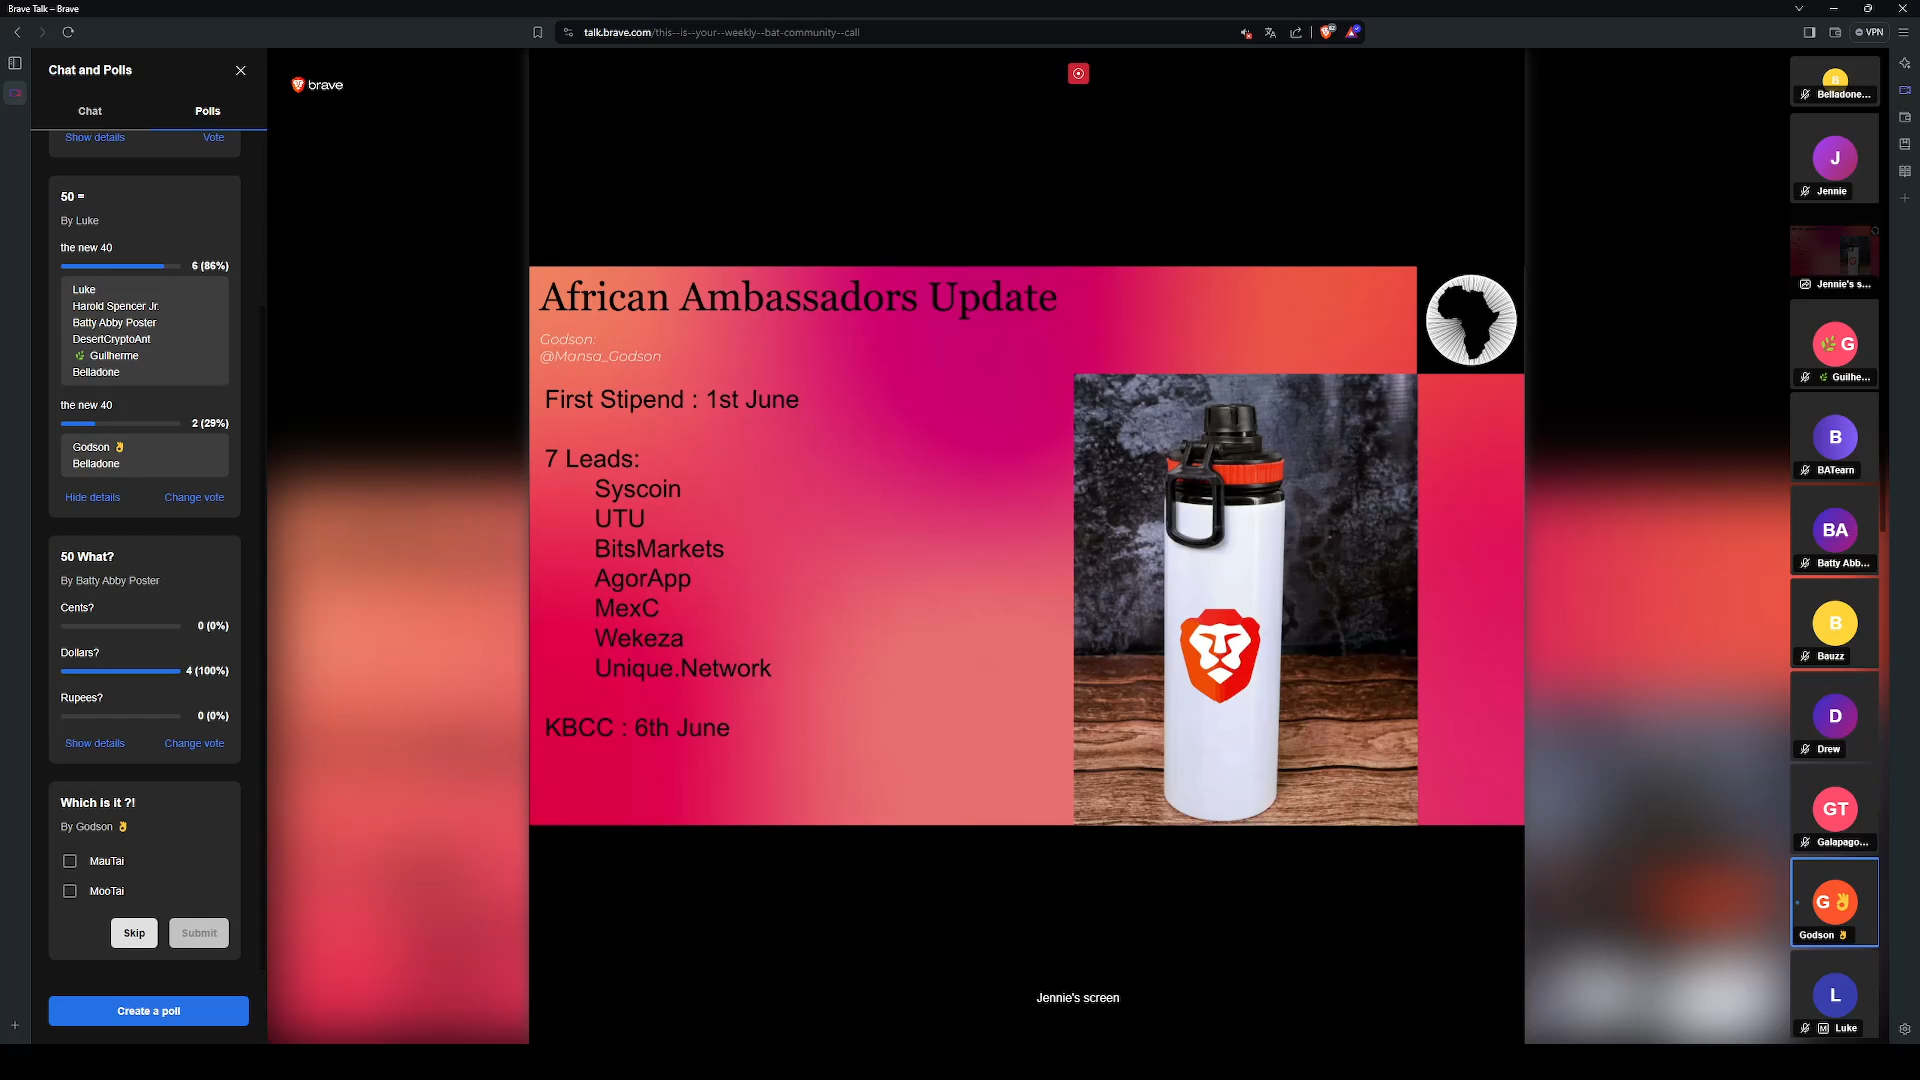 Brave Talk – Brave
talk.brave.com/this--is--your--weekly--bat-community--call
VPN
Chat and Polls
Chat
Polls
Show details
Vote
50 =
By Luke
the new 40
6 (86%)
Luke
Harold Spencer Jr.
Batty Abby Poster
DesertCryptoAnt
🌿 Guilherme
Belladone
the new 40
2 (29%)
Godson 👌
Belladone
Hide details
Change vote
50 What?
By Batty Abby Poster
Cents?
0 (0%)
Dollars?
4 (100%)
Rupees?
0 (0%)
Show details
Change vote
Which is it ?!
By Godson 👌
MauTai
MooTai
Skip
Submit
Create a poll
brave
African Ambassadors Update
Godson:
@Mansa_Godson
First Stipend : 1st June
7 Leads:
Syscoin
UTU
BitsMarkets
AgorApp
MexC
Wekeza
Unique.Network
KBCC : 6th June
Jennie's screen
B
Belladone...
J
Jennie
Jennie's s...
🌿 G
🌿 Guilhe...
B
BATearn
BA
Batty Abb...
B
Bauzz
D
Drew
GT
Galapago...
G 👌
Godson 👌
L
M
Luke